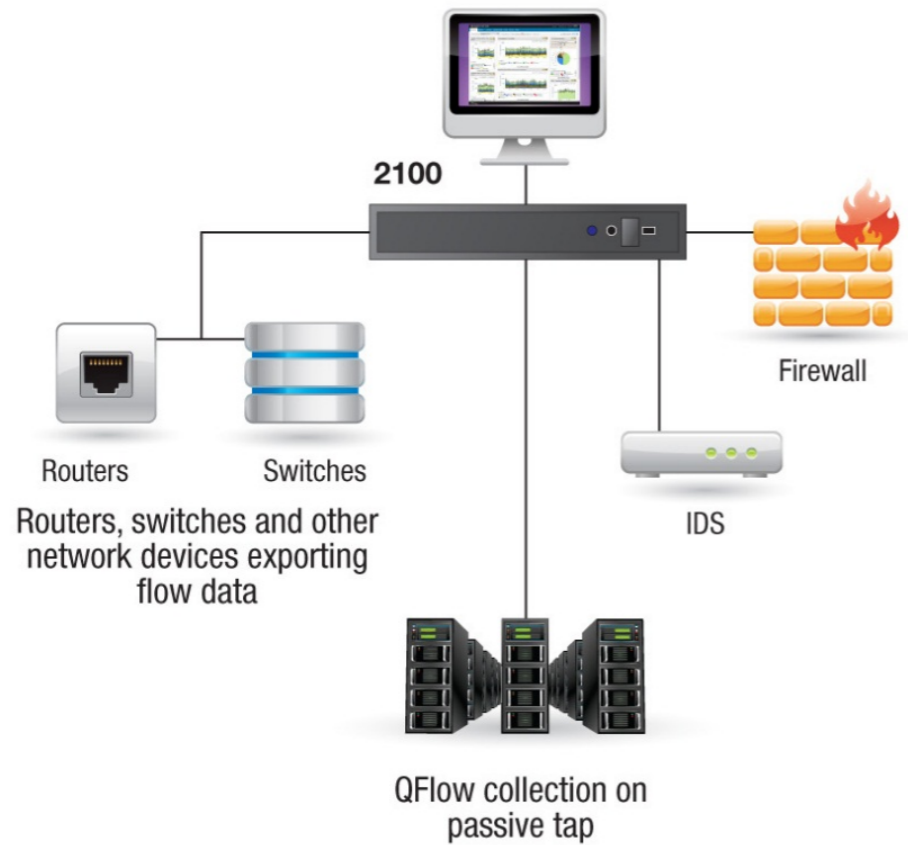 2100
Firewall
Routers
Switches
IDS
Routers, switches and other
network devices exporting
flow data
QFlow collection on
passive tap